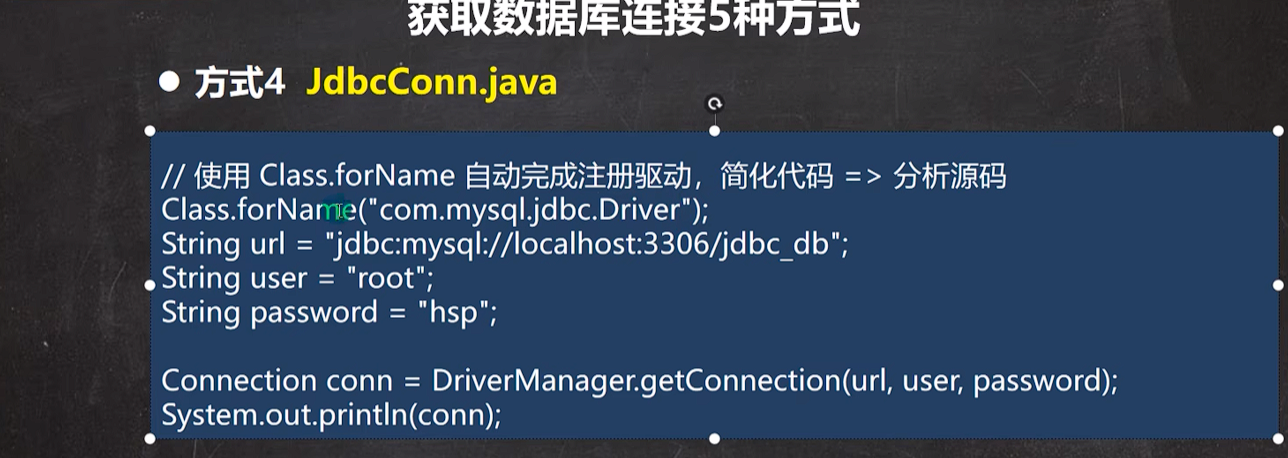 获取数据库连接5种方式
● 方式4 JdbcConn.java
// 使用 Class.forName 自动完成注册驱动，简化代码 => 分析源码
Class.forName("com.mysql.jdbc.Driver");
String url = "jdbc:mysql://localhost:3306/jdbc_db";
String user = "root";
String password = "hsp";
Connection conn = DriverManager.getConnection(url, user, password);
System.out.println(conn);